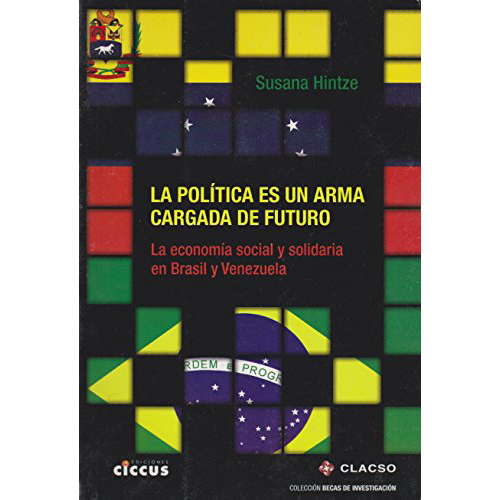 Susana Hintze
LA POLÍTICA ES UN ARMA
CARGADA DE FUTURO
La economía social y solidaria
en Brasil y Venezuela
RDEM E
PROGR
EDICIONES
ciccus
CLACSO
COLECCIÓN BECAS DE INVESTIGACIÓN